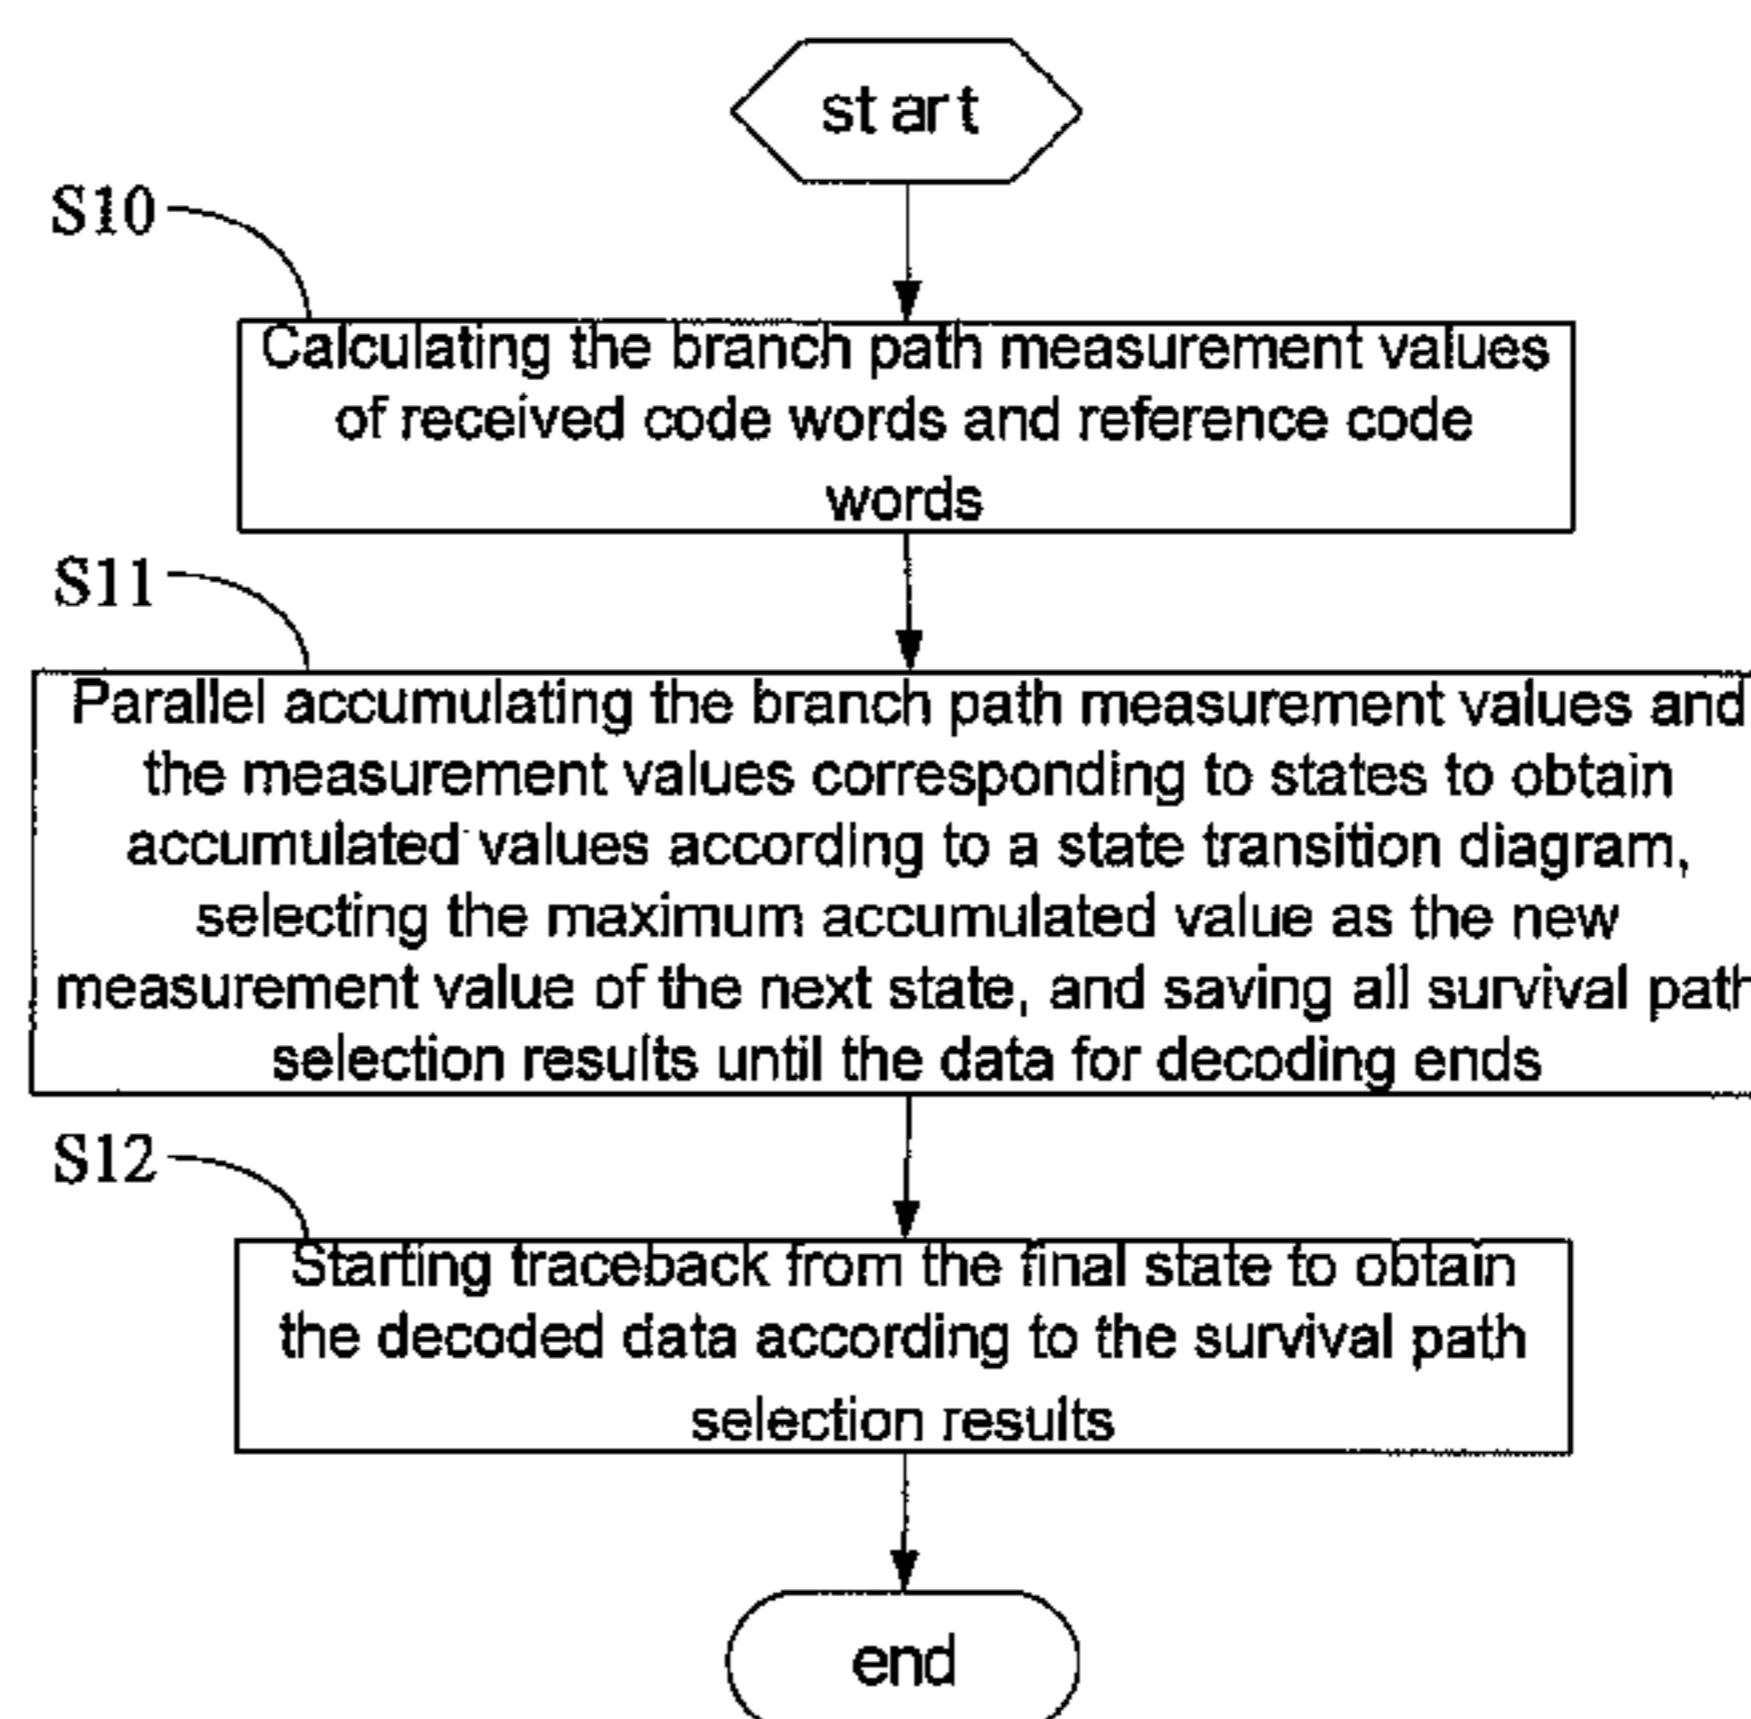 start
S10
Calculating the branch path measurement values
of received code words and reference code
words
S11
Parallel accumulating the branch path measurement values and
the measurement values corresponding to states to obtain
accumulated values according to a state transition diagram,
selecting the maximum accumulated value as the new
measurement value of the next state, and saving all survival path
selection results until the data for decoding ends
S12
Starting traceback from the final state to obtain
the decoded data according to the survival path
selection results
end